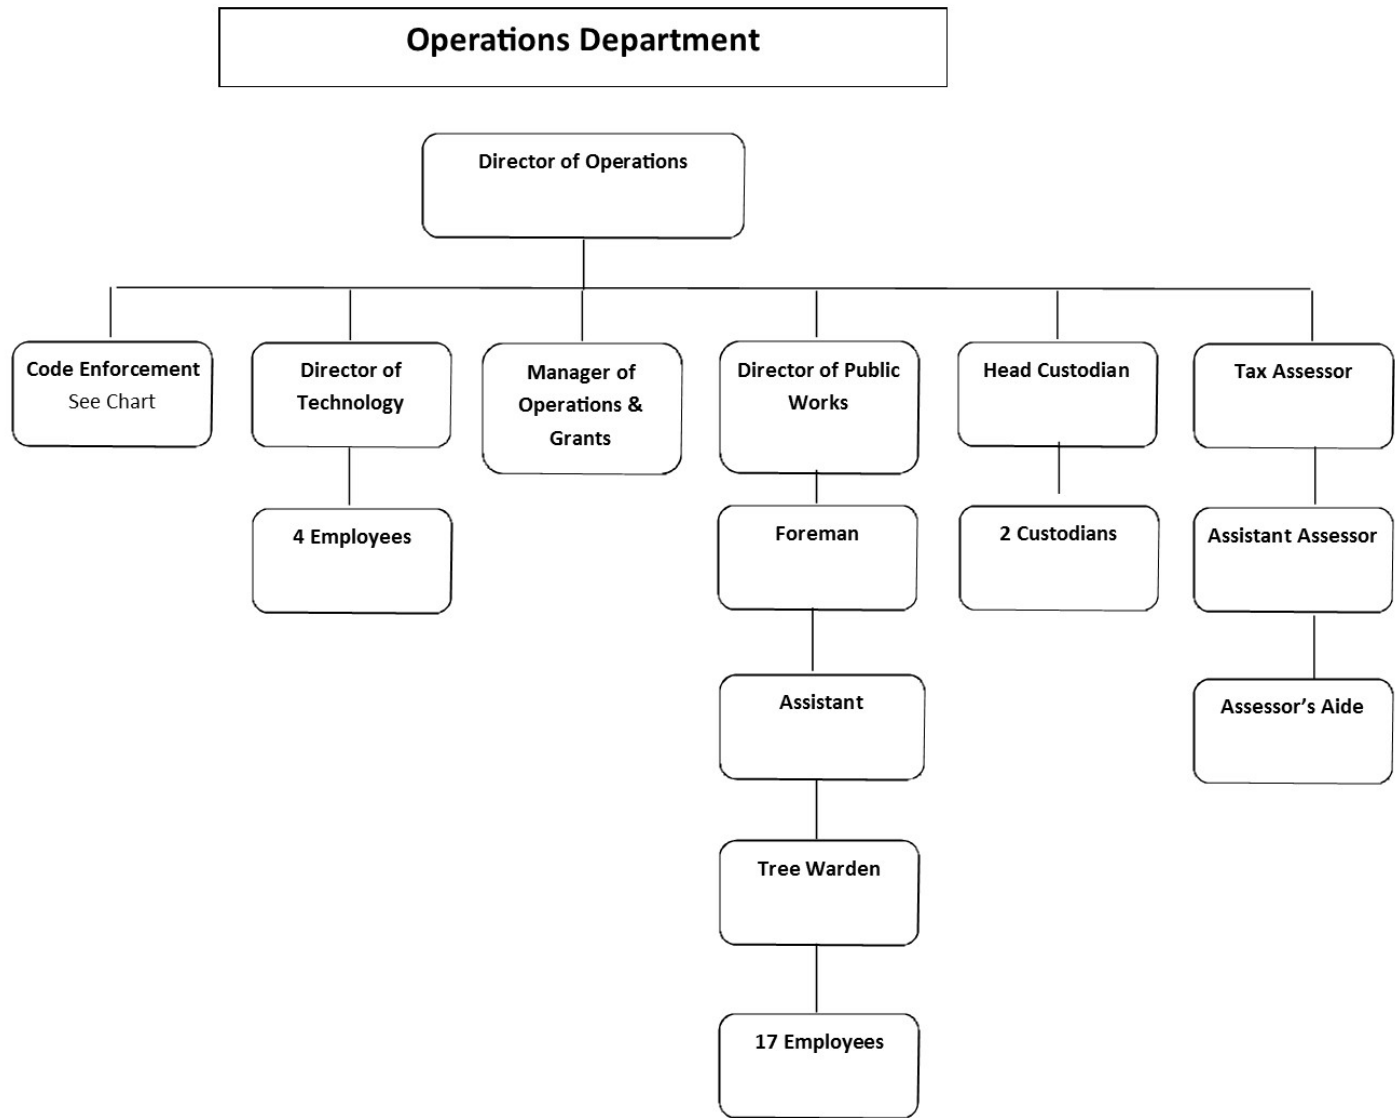 Operations Department
Director of Operations
Code Enforcement
See Chart
Director of
Technology
Manager of
Operations &
Grants
Director of Public
Works
Head Custodian
Tax Assessor
4 Employees
Foreman
2 Custodians
Assistant Assessor
Assistant
Assessor’s Aide
Tree Warden
17 Employees